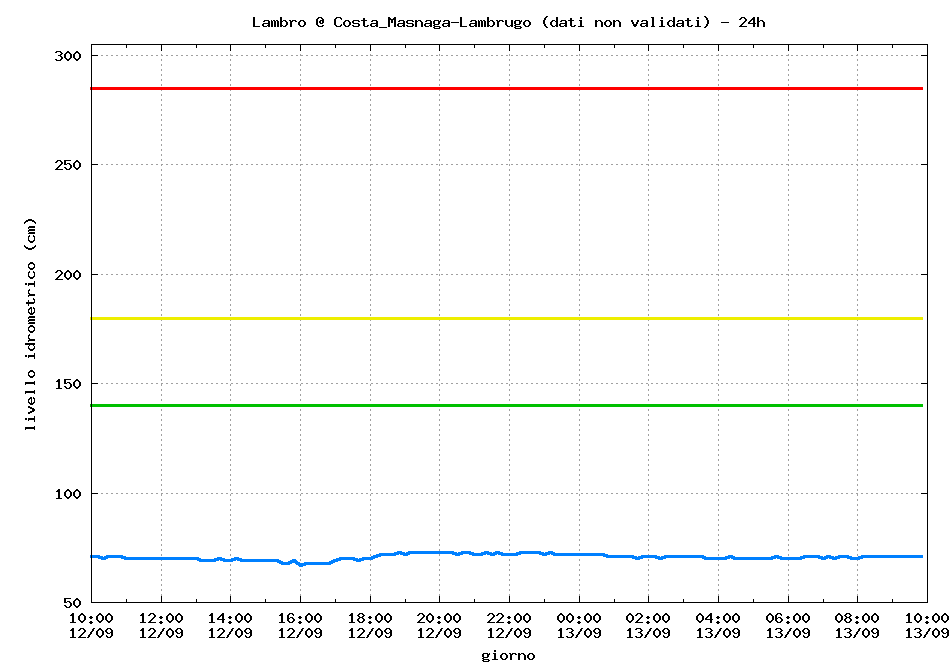 Lambro @ Costa_Masnaga-Lambrugo (dati non validati) - 24h
300
250
200
150
100
50
livello idrometrico (cm)
10:00 12:00 14:00 16:00 18:00 20:00 22:00 00:00 02:00 04:00 06:00 08:00 10:00
12/09 12/09 12/09 12/09 12/09 12/09 12/09 13/09 13/09 13/09 13/09 13/09 13/09
giorno